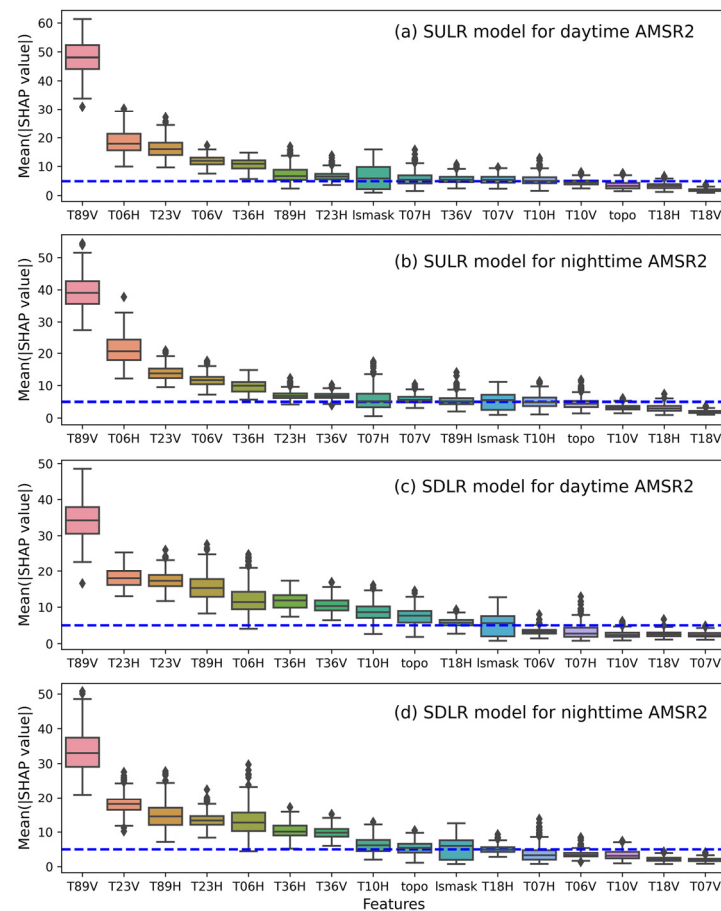 (a) SULR model for daytime AMSR2
Mean(|SHAP value|)
60
50
40
30
20
10
0
T89V T06H T23V T06V T36H T89H T23H lsmask T07H T36V T07V T10H T10V topo T18H T18V
(b) SULR model for nighttime AMSR2
Mean(|SHAP value|)
50
40
30
20
10
0
T89V T06H T23V T06V T36H T23H T36V T07H T07V T89H lsmask T10H topo T10V T18H T18V
(c) SDLR model for daytime AMSR2
Mean(|SHAP value|)
50
40
30
20
10
0
T89V T23H T23V T89H T06H T36H T36V T10H topo T18H lsmask T06V T07H T10V T18V T07V
(d) SDLR model for nighttime AMSR2
Mean(|SHAP value|)
50
40
30
20
10
0
T89V T23V T89H T23H T06H T36H T36V T10H topo lsmask T18H T07H T06V T10V T18V T07V
Features